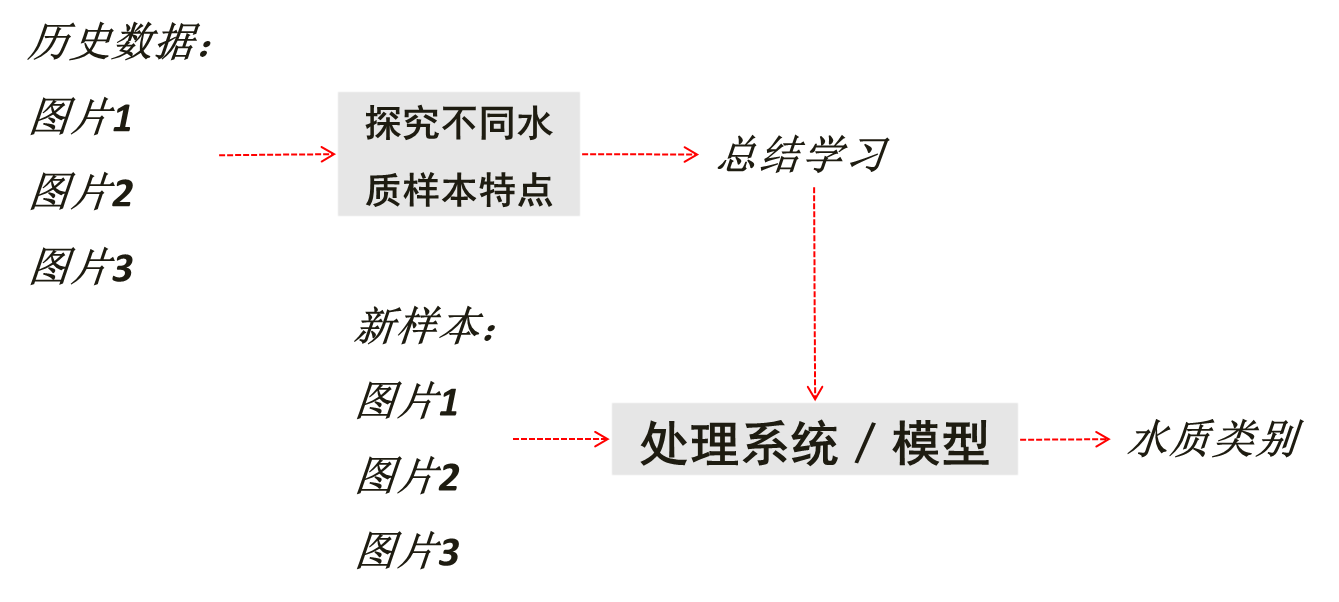 历史数据：
图片1
图片2
图片3
探究不同水
质样本特点
总结学习
新样本：
图片1
图片2
图片3
处理系统 / 模型
水质类别